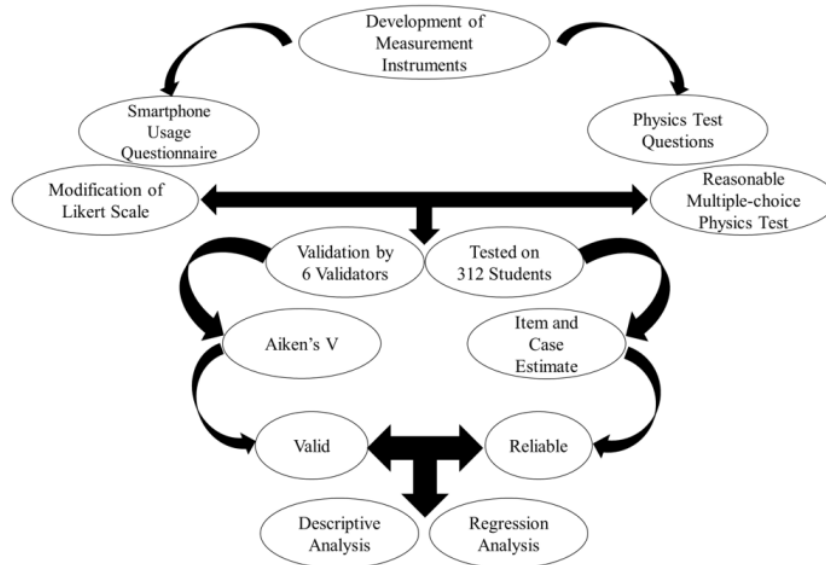 Development of
Measurement
Instruments
Smartphone
Usage
Questionnaire
Physics Test
Questions
Modification of
Likert Scale
Reasonable
Multiple-choice
Physics Test
Validation by
6 Validators
Tested on
312 Students
Aiken’s V
Item and
Case
Estimate
Valid
Reliable
Descriptive
Analysis
Regression
Analysis